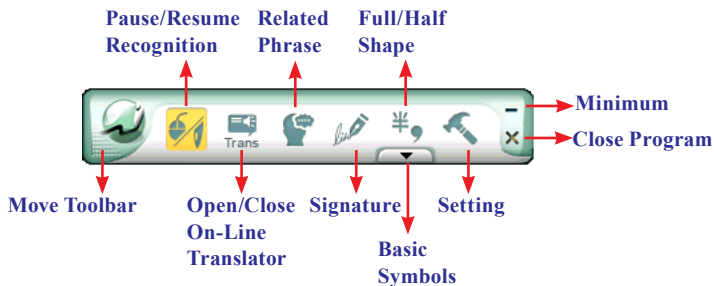 Pause/Resume
Recognition
Related
Phrase
Full/Half
Shape
Minimum
Close Program
Trans
Move Toolbar
Open/Close
On-Line
Translator
Signature
Setting
Basic
Symbols